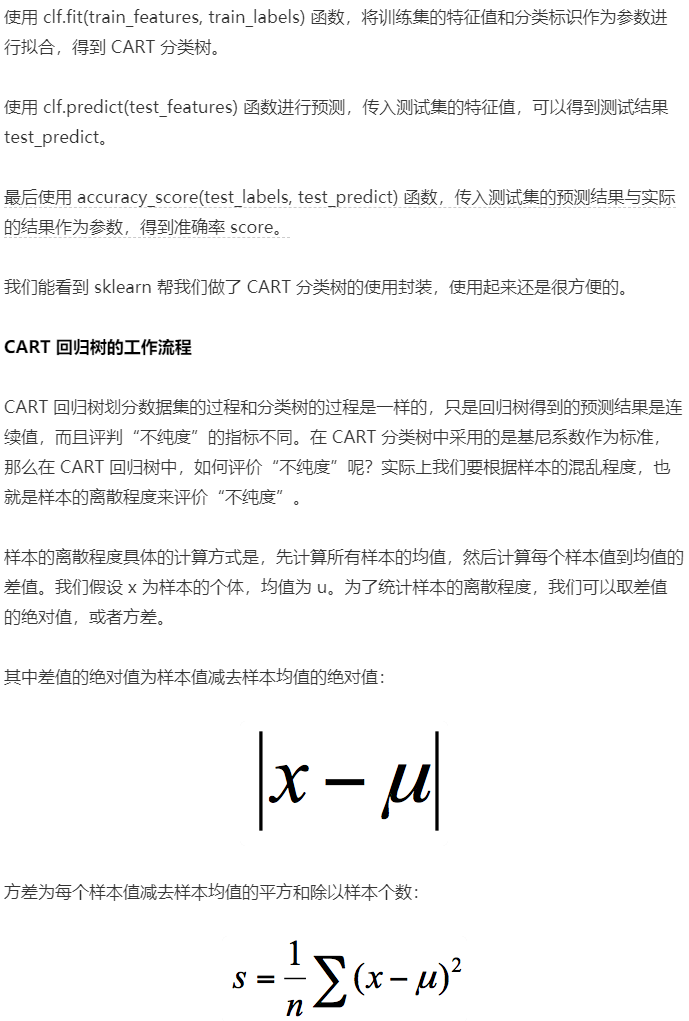 使用 clf.fit(train_features, train_labels) 函数，将训练集的特征值和分类标识作为参数进
行拟合，得到 CART 分类树。
使用 clf.predict(test_features) 函数进行预测，传入测试集的特征值，可以得到测试结果
test_predict。
最后使用 accuracy_score(test_labels, test_predict) 函数，传入测试集的预测结果与实际
的结果作为参数，得到准确率 score。
我们能看到 sklearn 帮我们做了 CART 分类树的使用封装，使用起来还是很方便的。
CART 回归树的工作流程
CART 回归树划分数据集的过程和分类树的过程是一样的，只是回归树得到的预测结果是连
续值，而且评判“不纯度”的指标不同。在 CART 分类树中采用的是基尼系数作为标准，
那么在 CART 回归树中，如何评价“不纯度”呢？实际上我们要根据样本的混乱程度，也
就是样本的离散程度来评价“不纯度”。
样本的离散程度具体的计算方式是，先计算所有样本的均值，然后计算每个样本值到均值的
差值。我们假设 x 为样本的个体，均值为 u。为了统计样本的离散程度，我们可以取差值
的绝对值，或者方差。
其中差值的绝对值为样本值减去样本均值的绝对值：
|x − μ|
方差为每个样本值减去样本均值的平方和除以样本个数：
s = 1/n ∑(x − μ)²